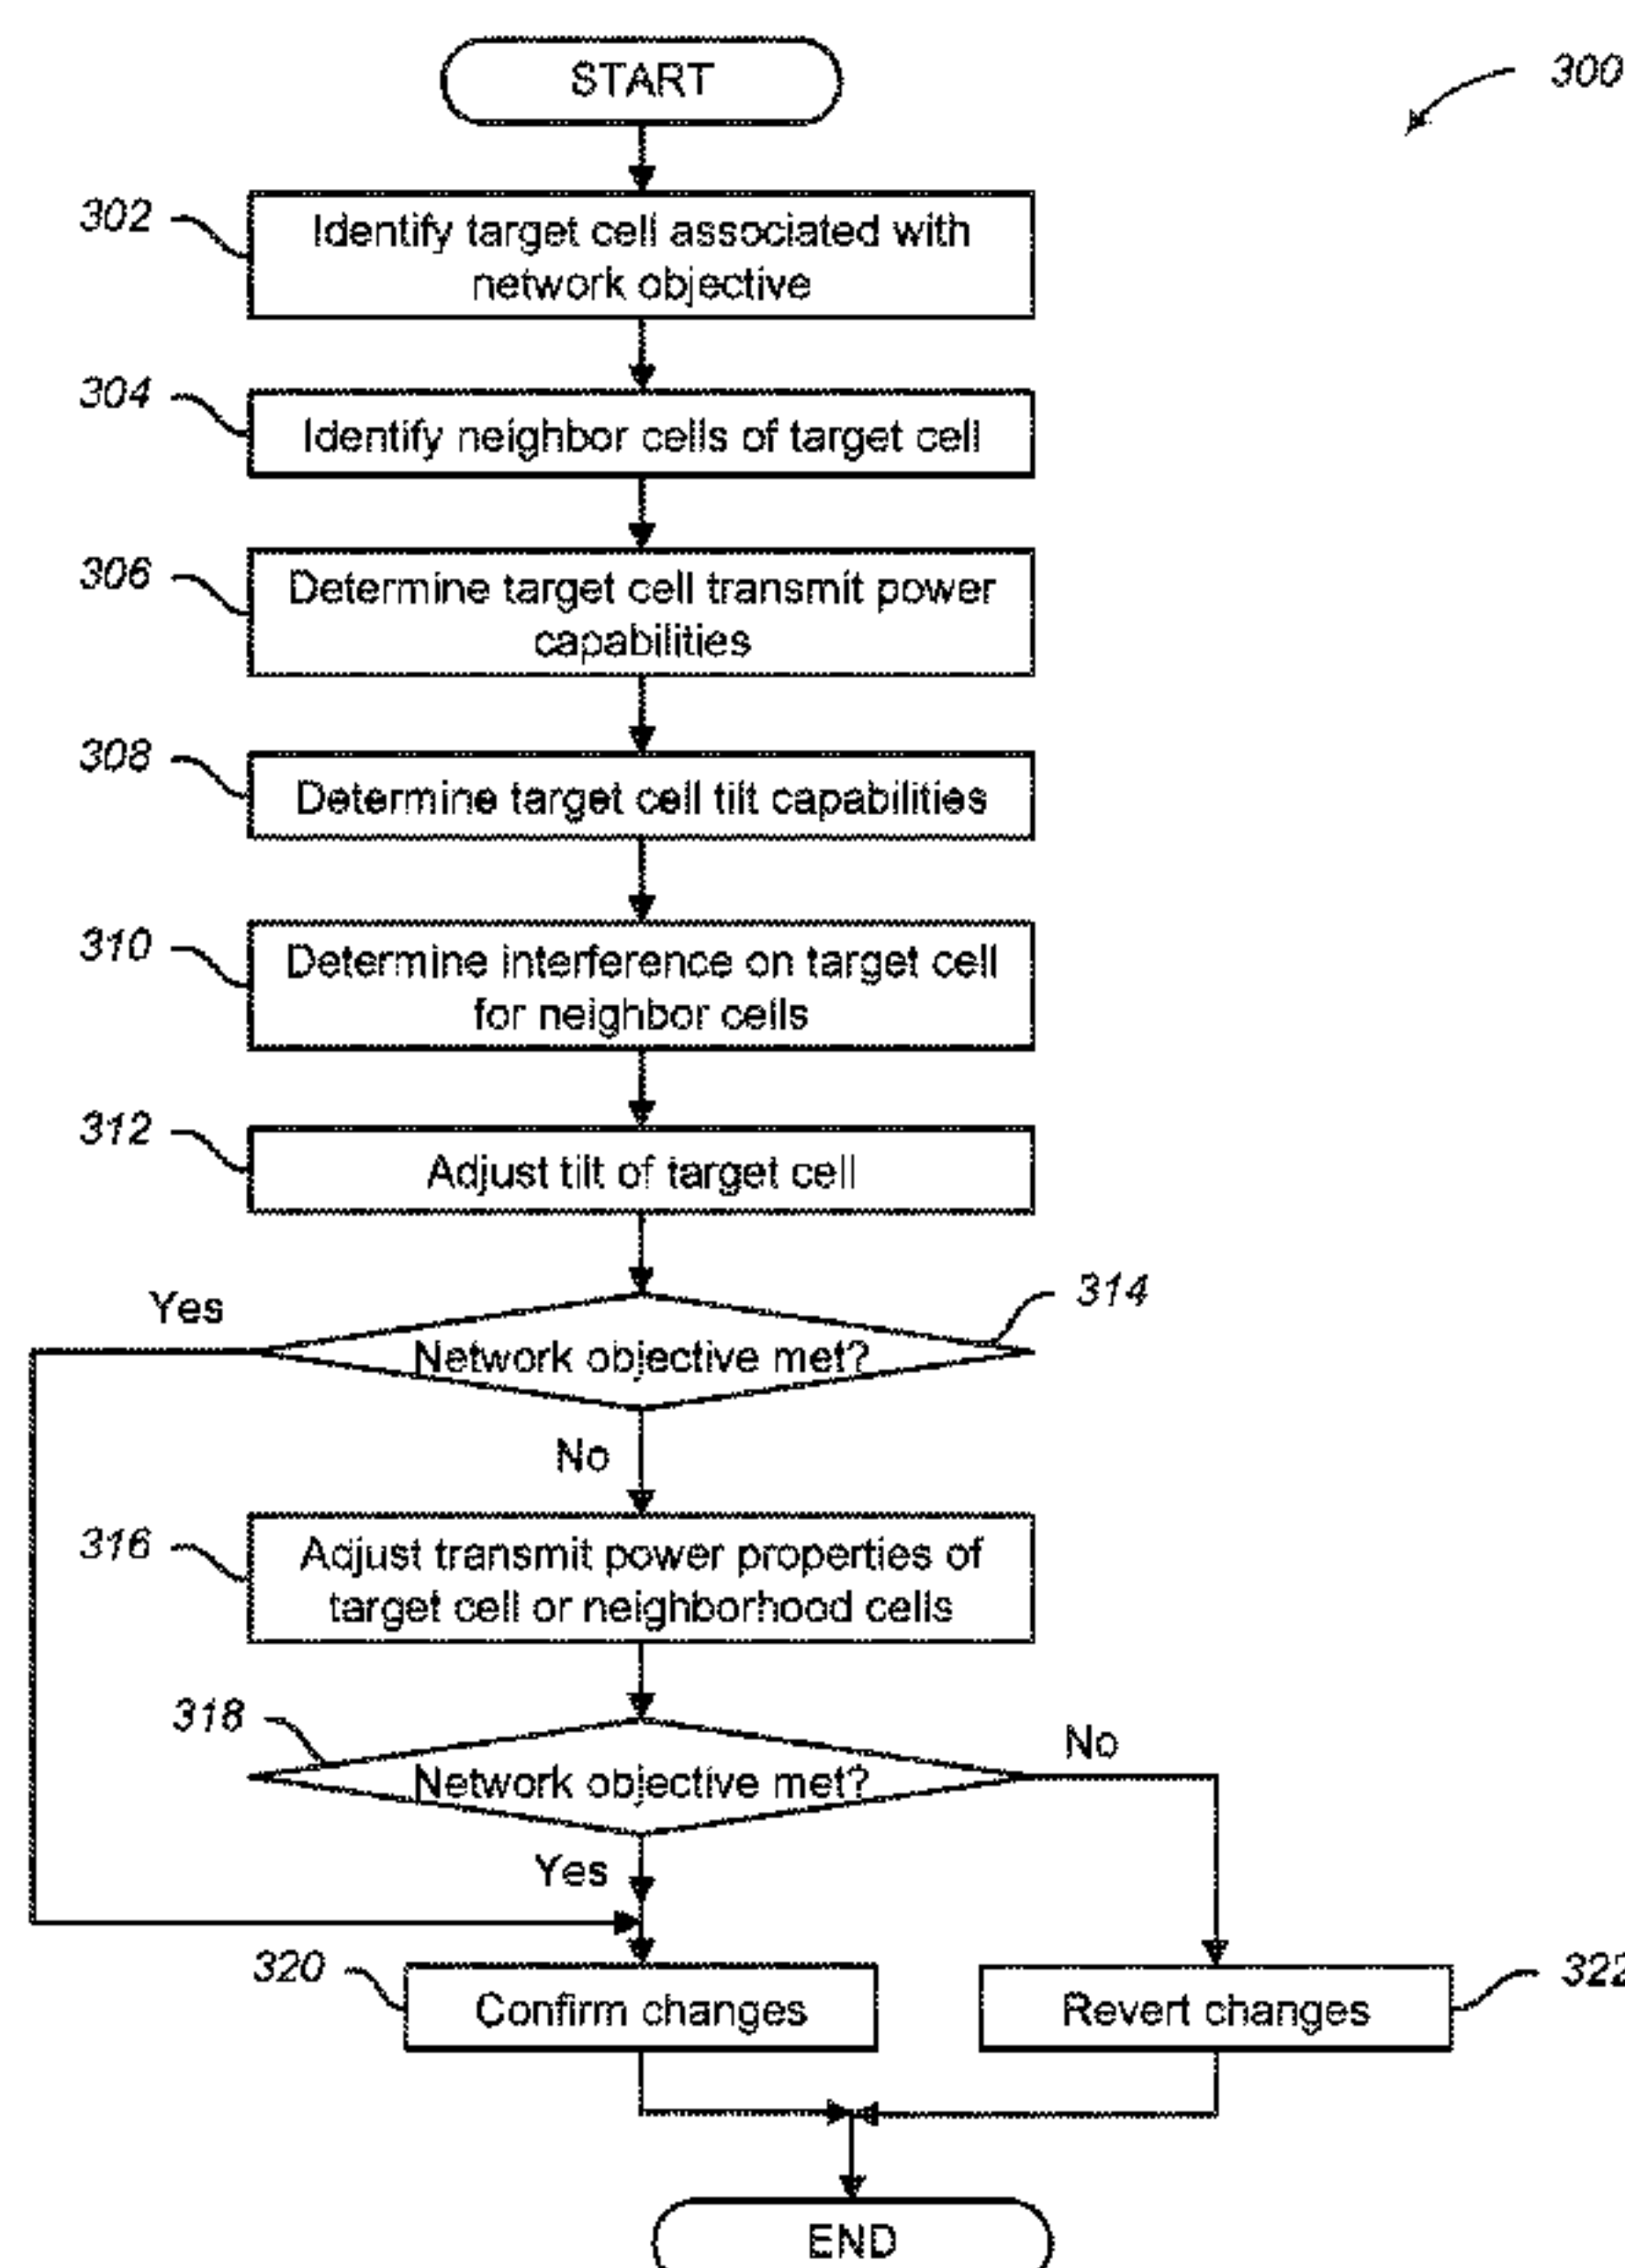 START
300
302
Identify target cell associated with
network objective
304
Identify neighbor cells of target cell
306
Determine target cell transmit power
capabilities
308
Determine target cell tilt capabilities
310
Determine interference on target cell
for neighbor cells
312
Adjust tilt of target cell
Yes
314
Network objective met?
No
316
Adjust transmit power properties of
target cell or neighborhood cells
318
No
Network objective met?
Yes
320
322
Confirm changes
Revert changes
END